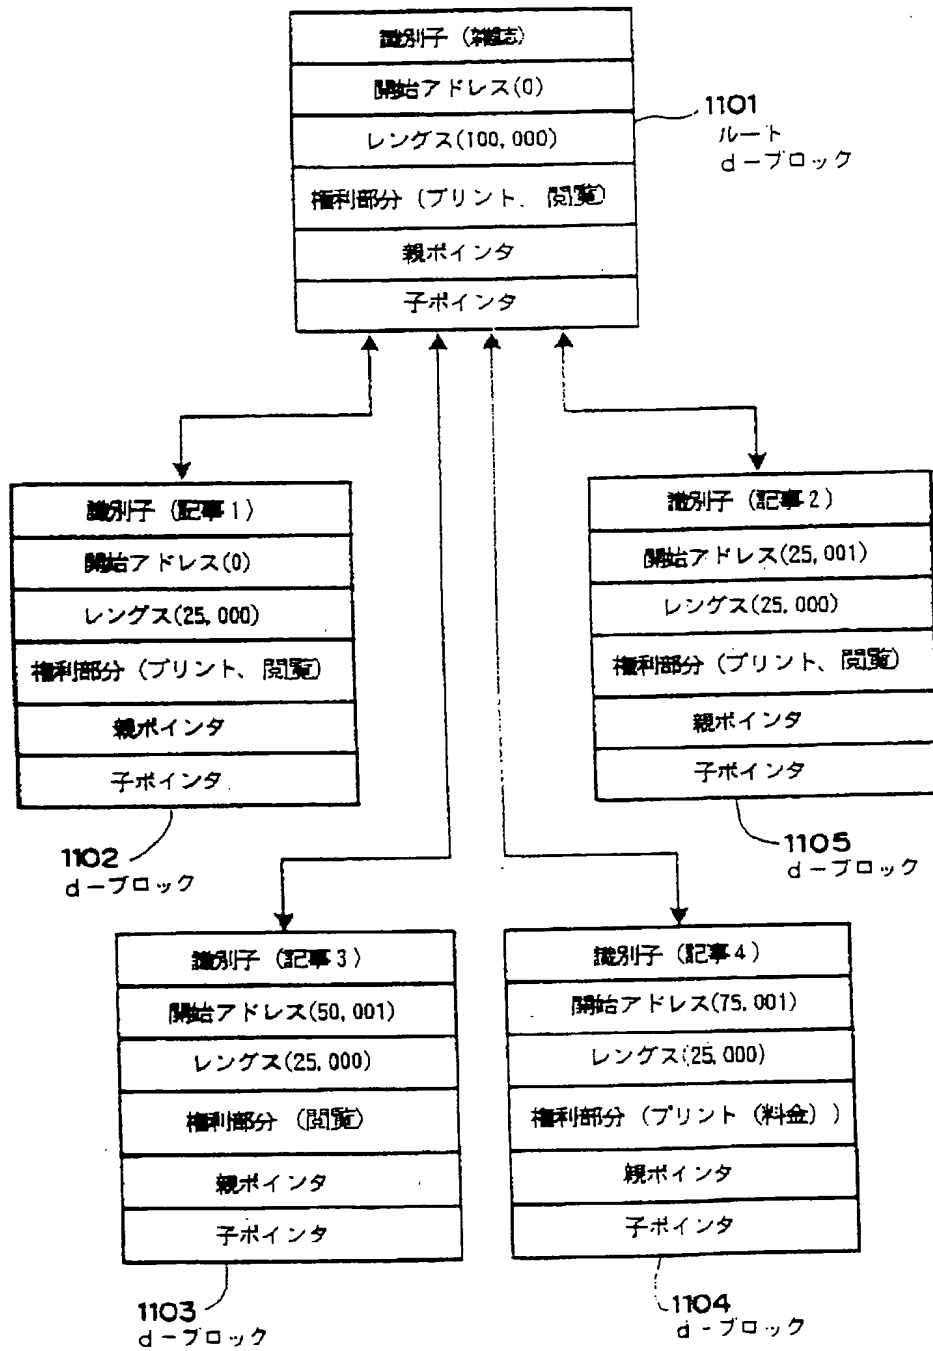 識別子（雑誌）
開始アドレス(0)
レングス(100,000)
権利部分（プリント、閲覧）
親ポインタ
子ポインタ
1101
ルート
d－ブロック
識別子（記事1）
開始アドレス(0)
レングス(25,000)
権利部分（プリント、閲覧）
親ポインタ
子ポインタ
1102
d－ブロック
識別子（記事2）
開始アドレス(25,001)
レングス(25,000)
権利部分（プリント、閲覧）
親ポインタ
子ポインタ
1105
d－ブロック
識別子（記事3）
開始アドレス(50,001)
レングス(25,000)
権利部分（閲覧）
親ポインタ
子ポインタ
1103
d－ブロック
識別子（記事4）
開始アドレス(75,001)
レングス(25,000)
権利部分（プリント（料金））
親ポインタ
子ポインタ
1104
d－ブロック